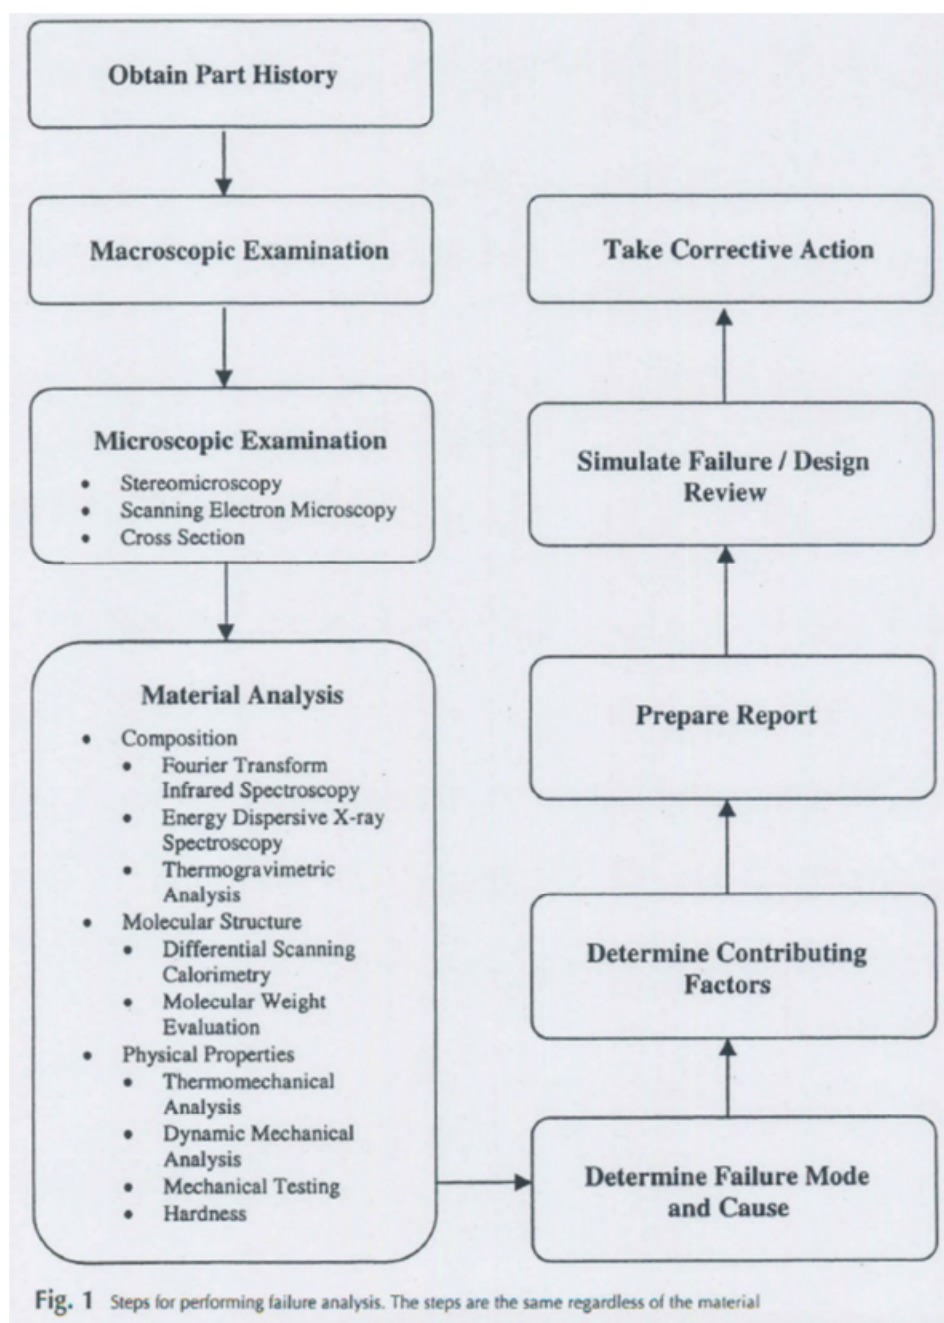 Obtain Part History
Macroscopic Examination
Microscopic Examination
• Stereomicroscopy
• Scanning Electron Microscopy
• Cross Section
Material Analysis
• Composition
• Fourier Transform
Infrared Spectroscopy
• Energy Dispersive X-ray
Spectroscopy
• Thermogravimetric
Analysis
• Molecular Structure
• Differential Scanning
Calorimetry
• Molecular Weight
Evaluation
• Physical Properties
• Thermomechanical
Analysis
• Dynamic Mechanical
Analysis
• Mechanical Testing
• Hardness
Determine Failure Mode
and Cause
Determine Contributing
Factors
Prepare Report
Simulate Failure / Design
Review
Take Corrective Action
Fig. 1 Steps for performing failure analysis. The steps are the same regardless of the material